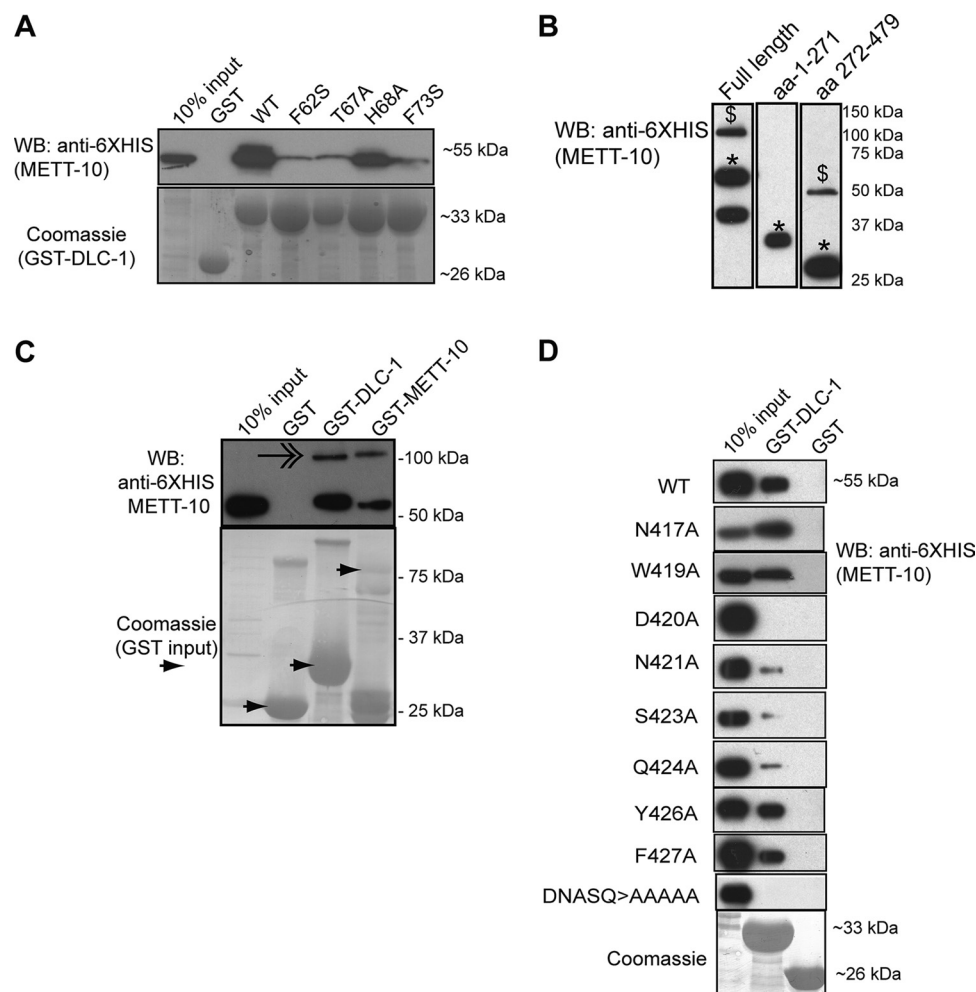 A
10% input
GST
WT
F62S
T67A
H68A
F73S
WB: anti-6XHIS
(METT-10)
~55 kDa
Coomassie
(GST-DLC-1)
~33 kDa
~26 kDa
B
Full length
aa-1-271
aa 272-479
WB: anti-6XHIS
(METT-10)
$
*
*
$
*
150 kDa
100 kDa
75 kDa
50 kDa
37 kDa
25 kDa
C
10% input
GST
GST-DLC-1
GST-METT-10
WB:
anti-6XHIS
METT-10
-100 kDa
- 50 kDa
Coomassie
(GST input)
- 75 kDa
- 37 kDa
- 25 kDa
D
10% input
GST-DLC-1
GST
WT
~55 kDa
N417A
W419A
WB: anti-6XHIS
(METT-10)
D420A
N421A
S423A
Q424A
Y426A
F427A
DNASQ>AAAAA
Coomassie
~33 kDa
~26 kDa